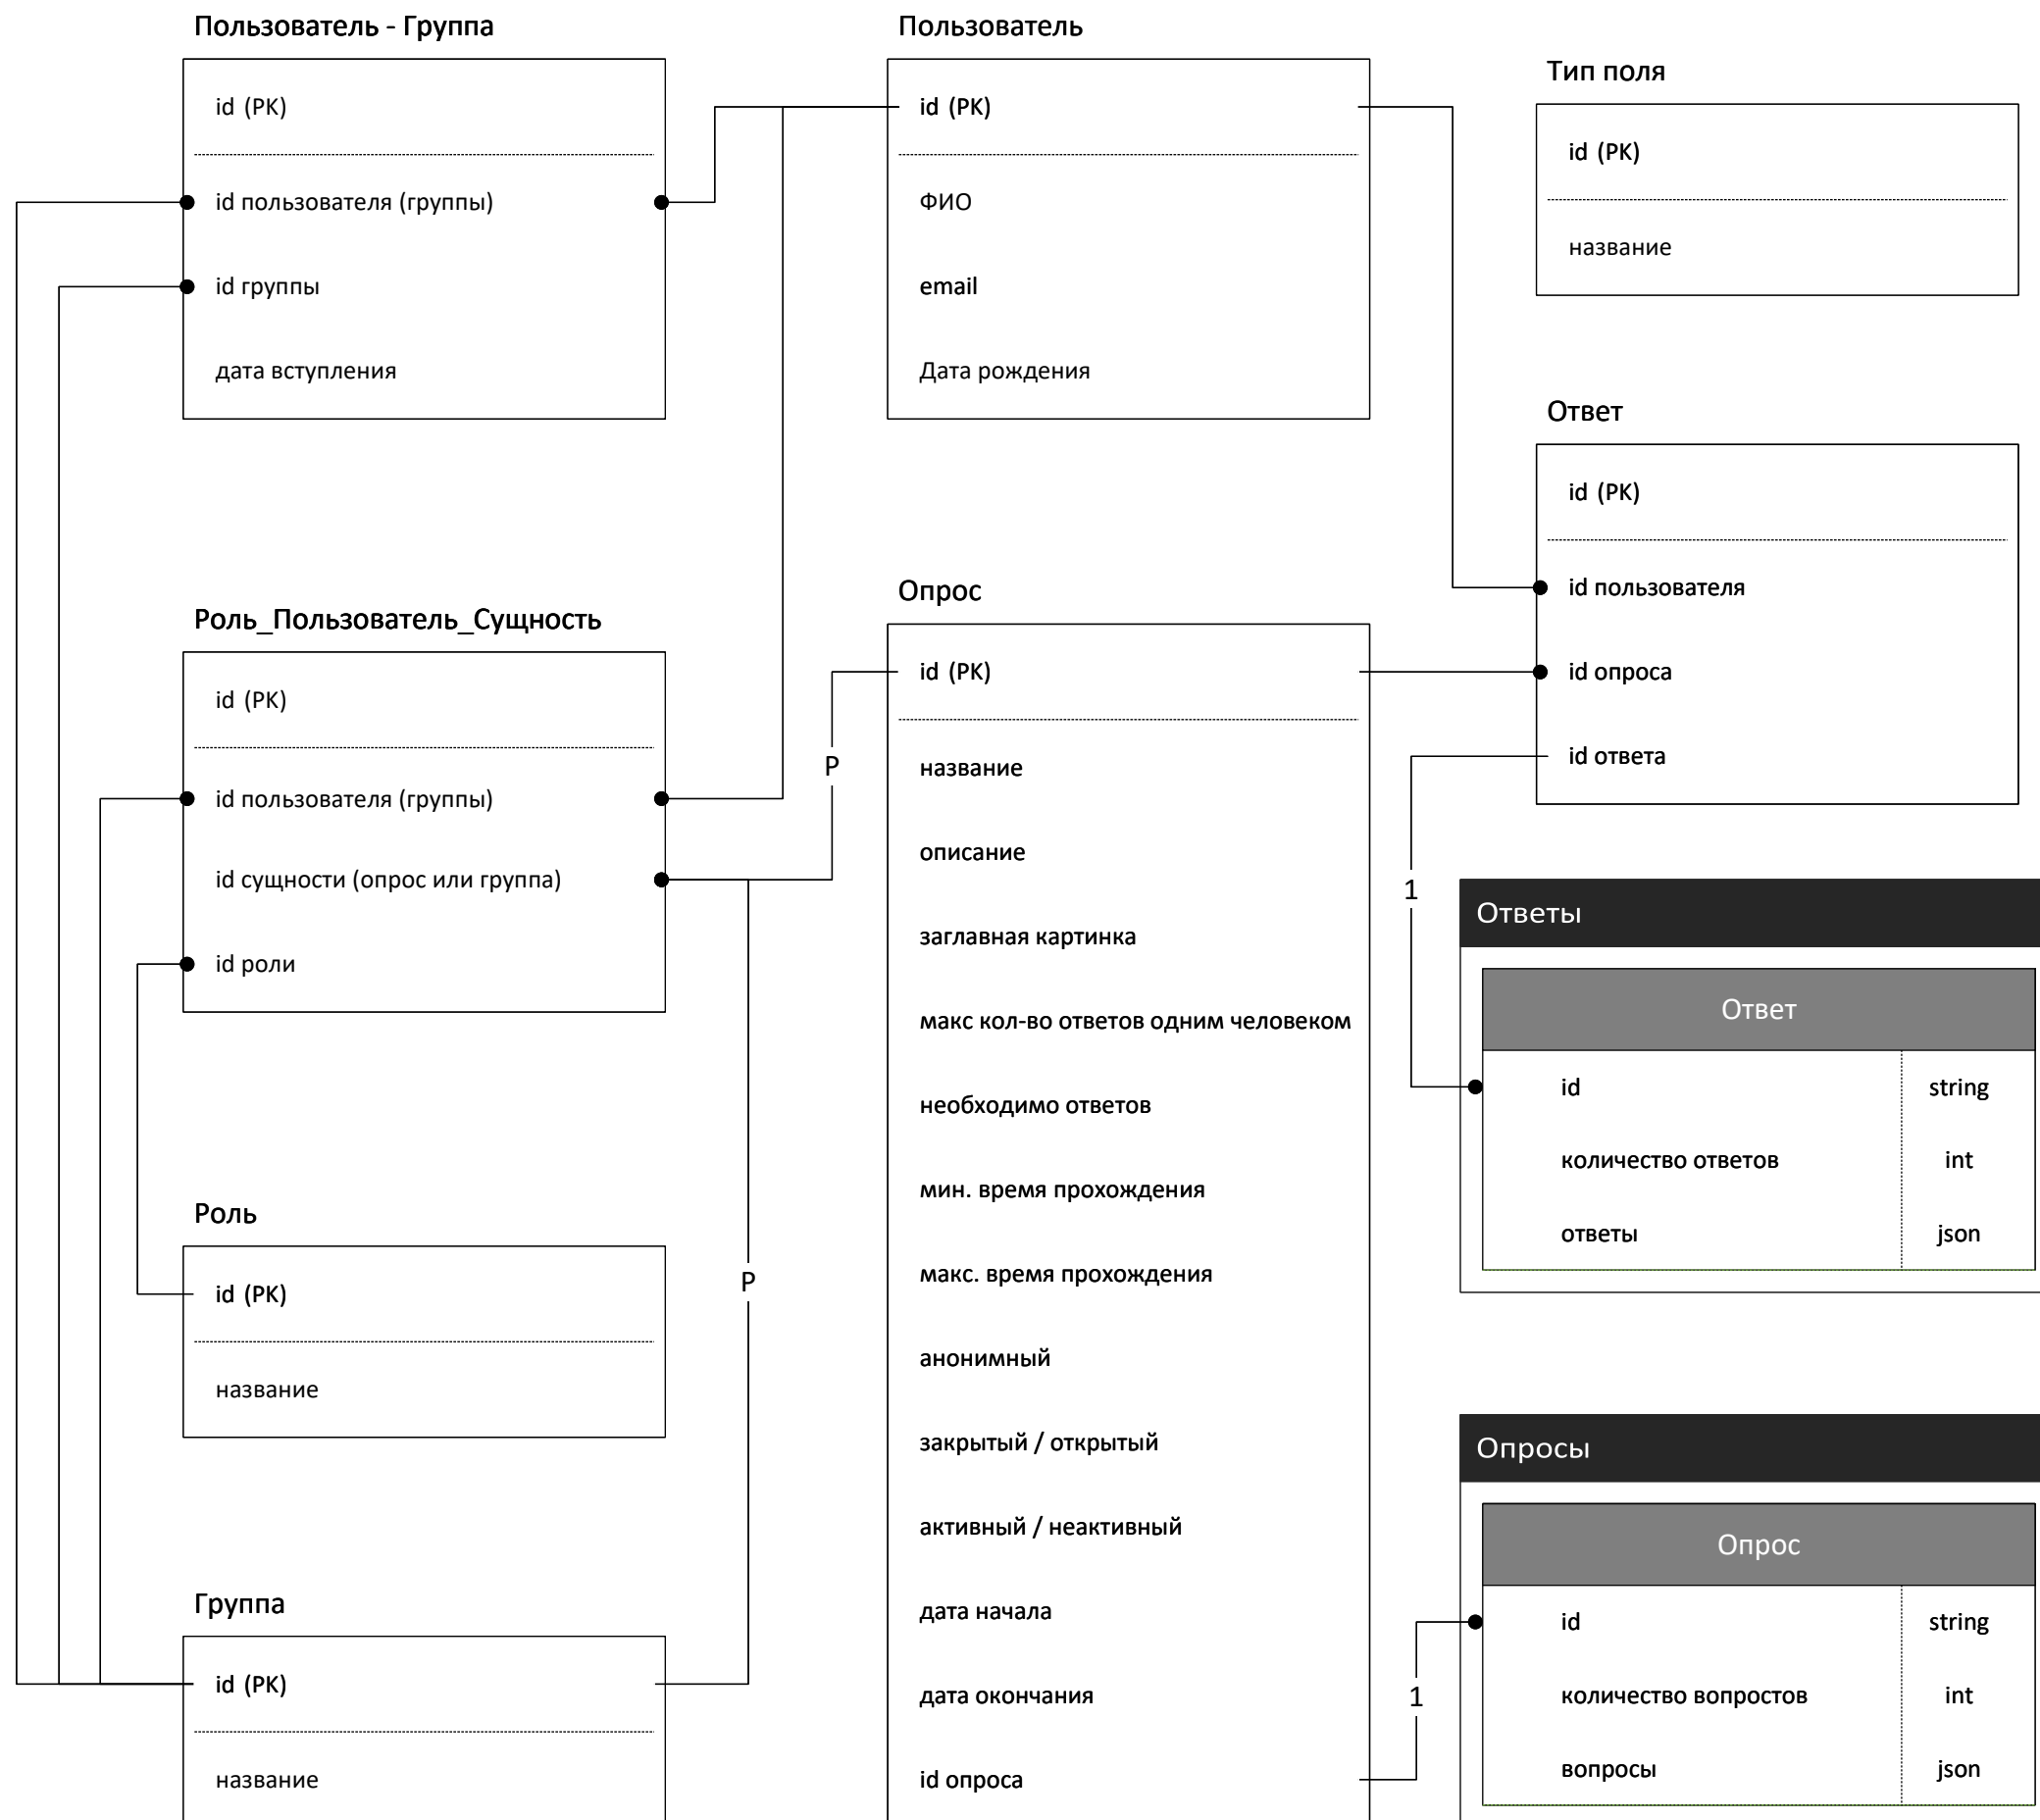 Пользователь - Группа
id (PK)
id пользователя (группы)
id группы
дата вступления
Пользователь
id (PK)
ФИО
email
Дата рождения
Тип поля
id (PK)
название
Ответ
id (PK)
id пользователя
id опроса
id ответа
Роль_Пользователь_Сущность
id (PK)
id пользователя (группы)
id сущности (опрос или группа)
id роли
Роль
id (PK)
название
Группа
id (PK)
название
P
P
Опрос
id (PK)
название
описание
заглавная картинка
макс кол-во ответов одним человеком
необходимо ответов
мин. время прохождения
макс. время прохождения
анонимный
закрытый / открытый
активный / неактивный
дата начала
дата окончания
id опроса
1
Ответы
Ответ
id string
количество ответов int
ответы json
1
Опросы
Опрос
id string
количество вопростов int
вопросы json